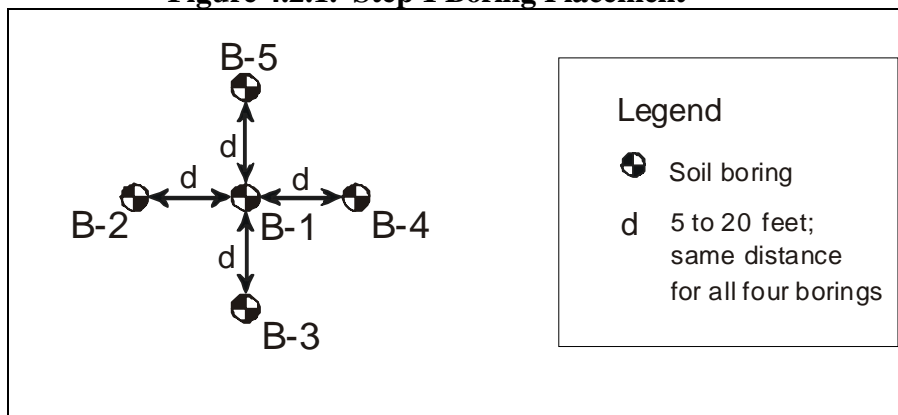 Figure 4.2.1. Step 1 Boring Placement
B-5
d
d
d
B-2
B-1
B-4
d
B-3
Legend
Soil boring
d 5 to 20 feet;
same distance
for all four borings